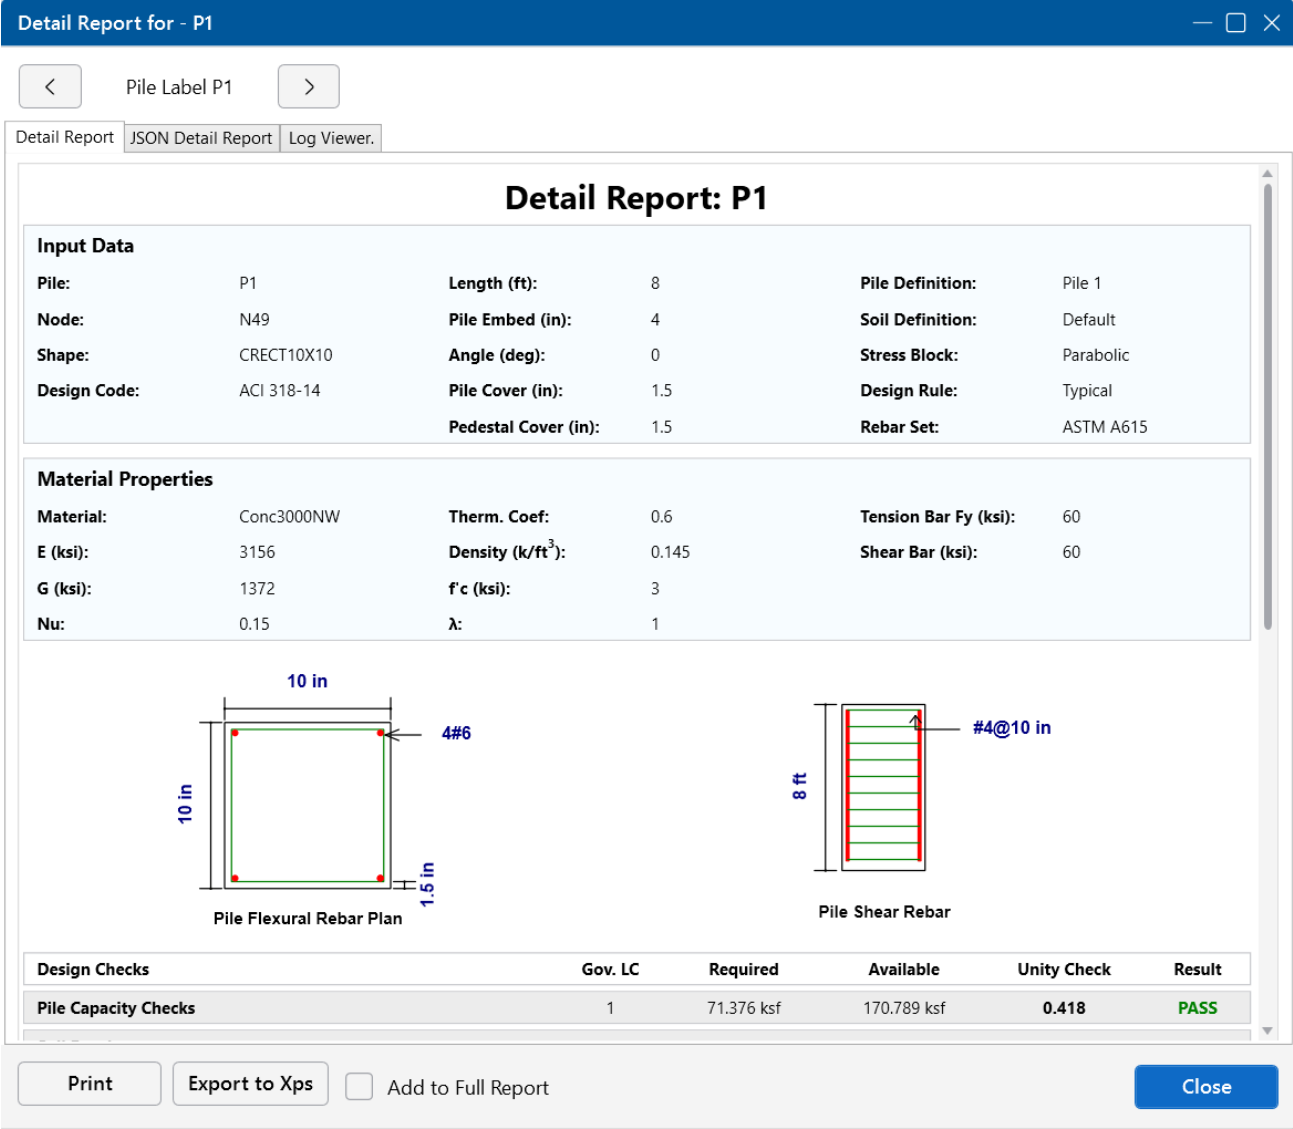 Detail Report for - P1
Pile Label P1
Detail Report JSON Detail Report Log Viewer.
Detail Report: P1
Input Data
Pile: P1 Length (ft): 8 Pile Definition: Pile 1
Node: N49 Pile Embed (in): 4 Soil Definition: Default
Shape: CRECT10X10 Angle (deg): 0 Stress Block: Parabolic
Design Code: ACI 318-14 Pile Cover (in): 1.5 Design Rule: Typical
Pedestal Cover (in): 1.5 Rebar Set: ASTM A615
Material Properties
Material: Conc3000NW Therm. Coef: 0.6 Tension Bar Fy (ksi): 60
E (ksi): 3156 Density (k/ft³): 0.145 Shear Bar (ksi): 60
G (ksi): 1372 f'c (ksi): 3
Nu: 0.15 λ: 1
10 in
4#6
10 in
1.5 in
Pile Flexural Rebar Plan
#4@10 in
8 ft
Pile Shear Rebar
Design Checks Gov. LC Required Available Unity Check Result
Pile Capacity Checks 1 71.376 ksf 170.789 ksf 0.418 PASS
Print Export to Xps Add to Full Report Close